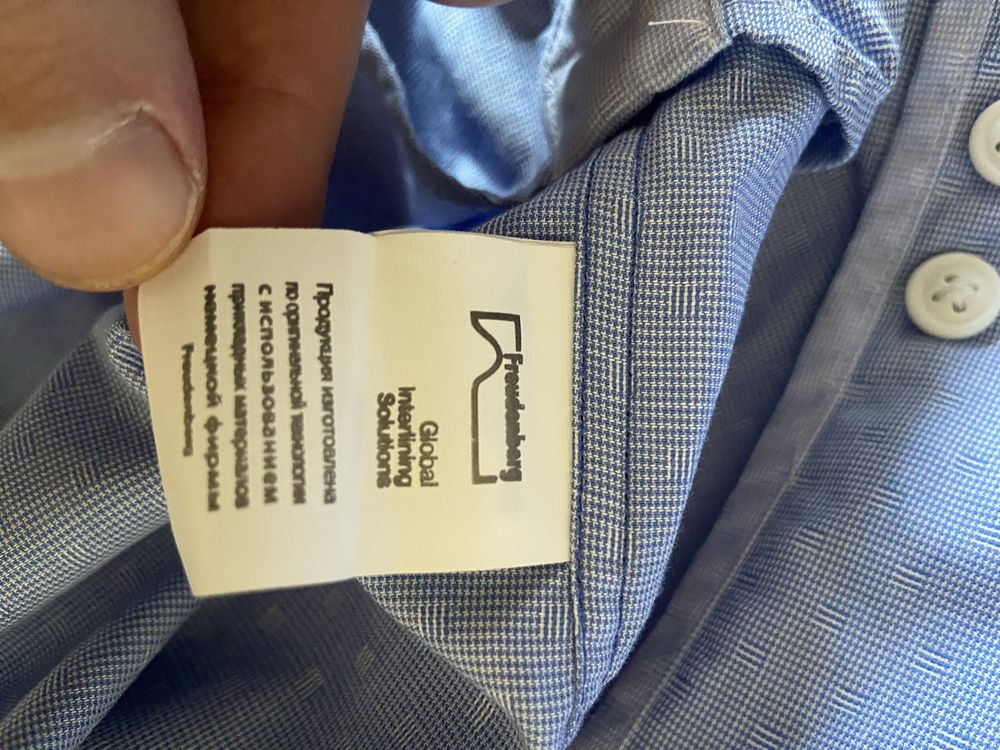 Freudenberg
Global
Interlining
Solutions
Продукция изготовлена
по оригинальной технологии
с использованием
прикладных материалов
немецкой фирмы
Freudenberg